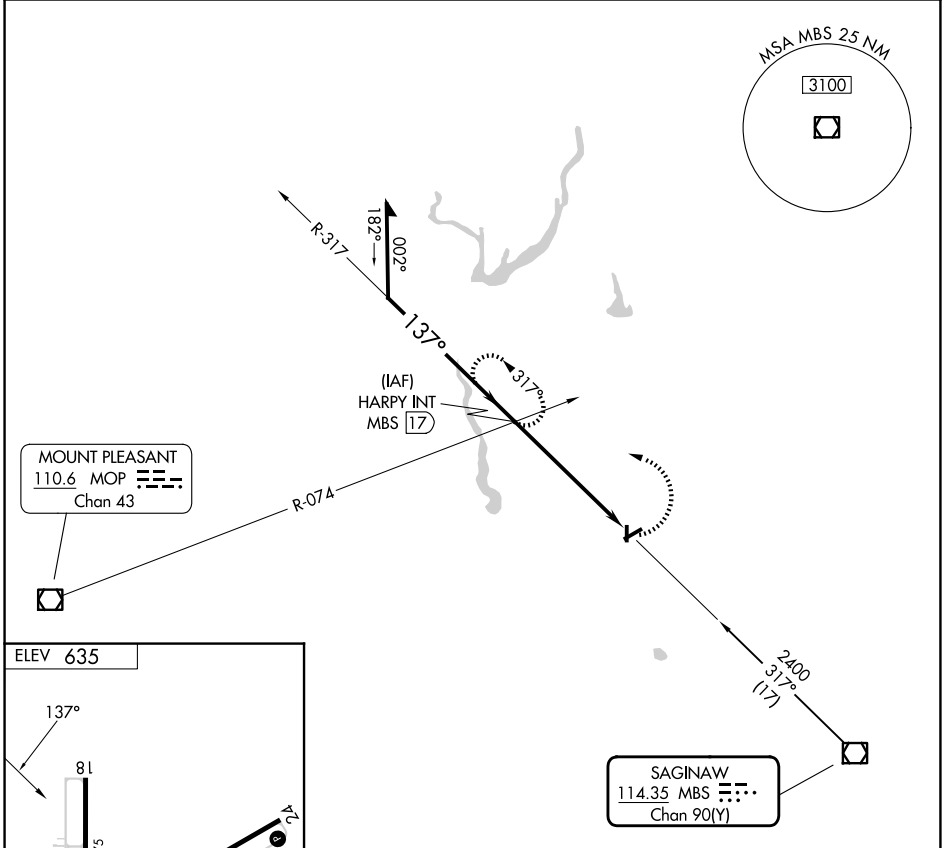 MSA MBS 25 NM
3100
R-317
182°
002°
137°
317°
(IAF)
HARPY INT
MBS 17
MOUNT PLEASANT
110.6 MOP
Chan 43
R-074
2400
317°
(17)
SAGINAW
114.35 MBS
Chan 90(Y)
ELEV 635
137°
18
24
P